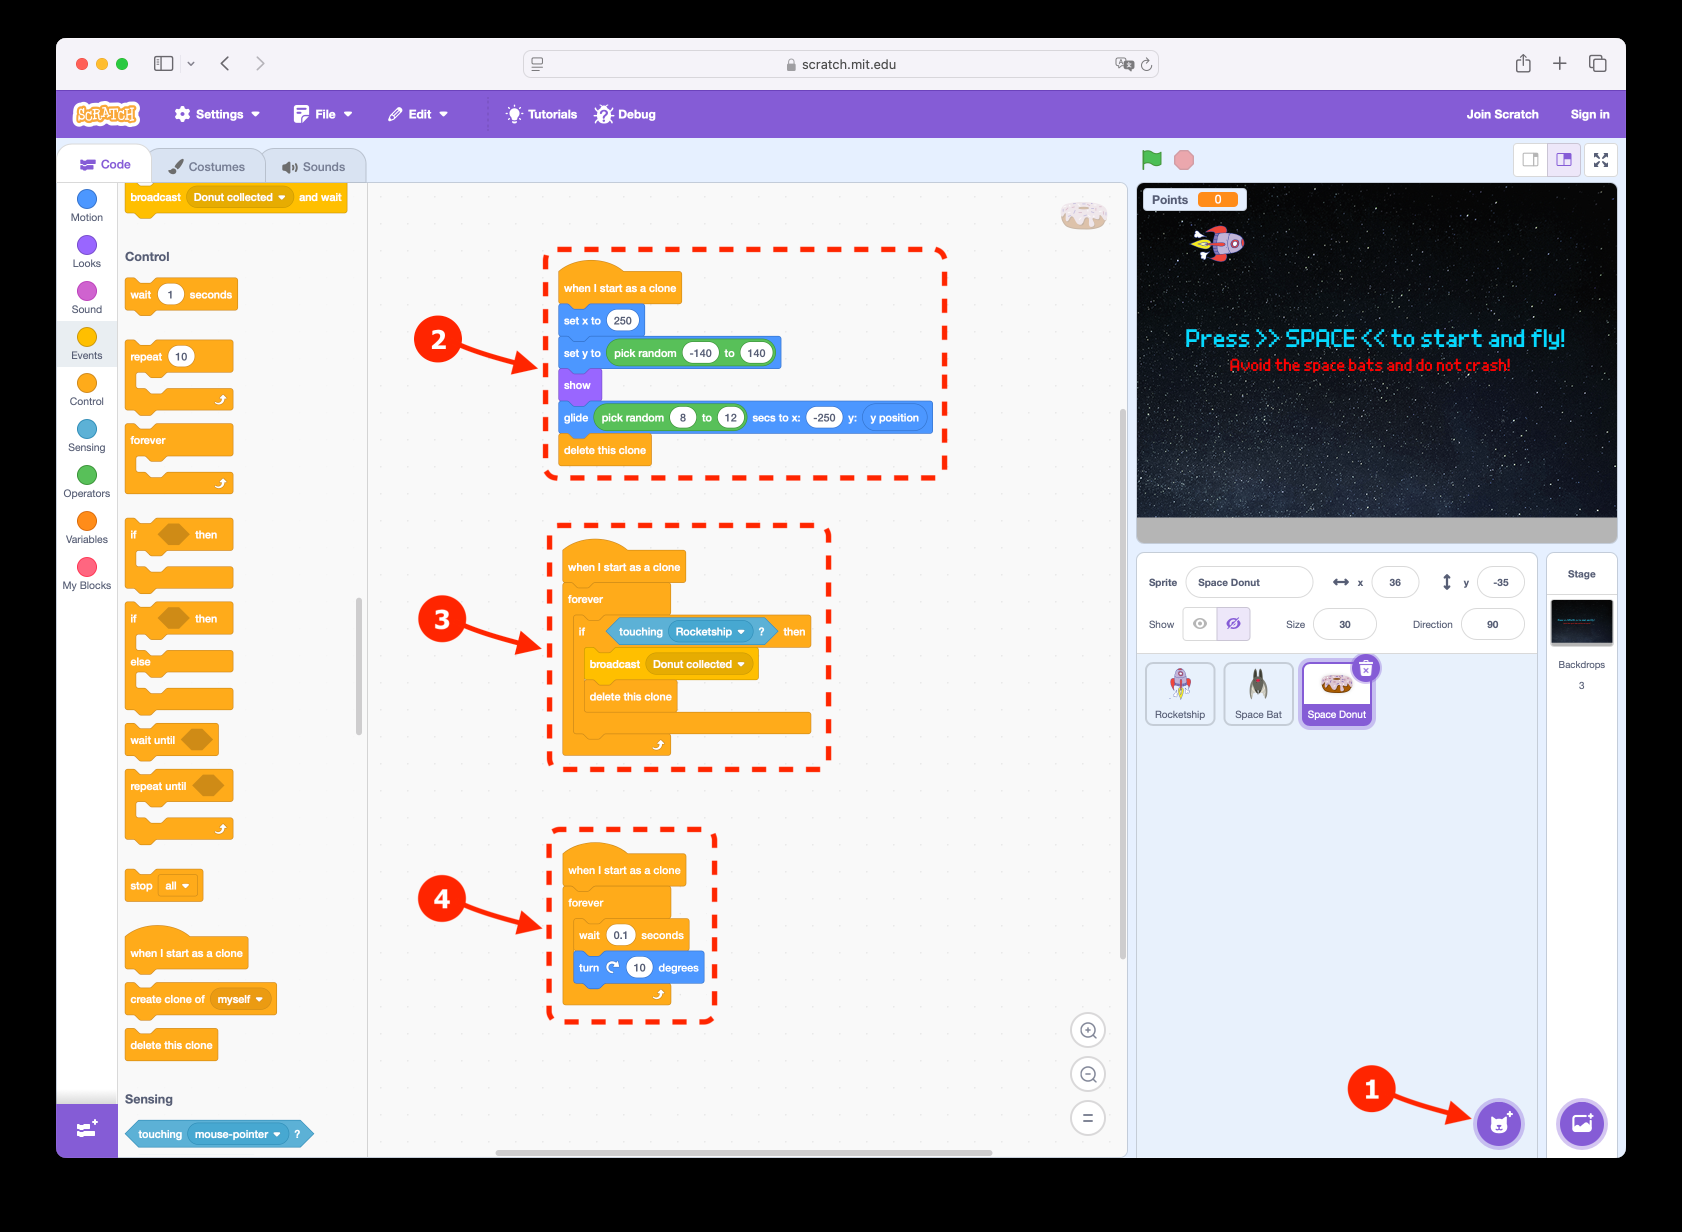 scratch.mit.edu
SCRATCH
Settings
File
Edit
Tutorials
Debug
Join Scratch
Sign in
Code
Costumes
Sounds
Motion
Looks
Sound
Events
Control
Sensing
Operators
Variables
My Blocks
broadcast Donut collected and wait
Control
wait 1 seconds
repeat 10
forever
if then
if then
else
wait until
repeat until
stop all
when I start as a clone
create clone of myself
delete this clone
Sensing
touching mouse-pointer ?
2
when I start as a clone
set x to 250
set y to pick random -140 to 140
show
glide pick random 8 to 12 secs to x: -250 y: y position
delete this clone
3
when I start as a clone
forever
if touching Rocketship ? then
broadcast Donut collected
delete this clone
4
when I start as a clone
forever
wait 0.1 seconds
turn 10 degrees
Points 0
Press >> SPACE << to start and fly!
Avoid the space bats and do not crash!
Sprite Space Donut x 36 y -35
Show Size 30 Direction 90
Rocketship
Space Bat
Space Donut
Stage
Backdrops
3
1